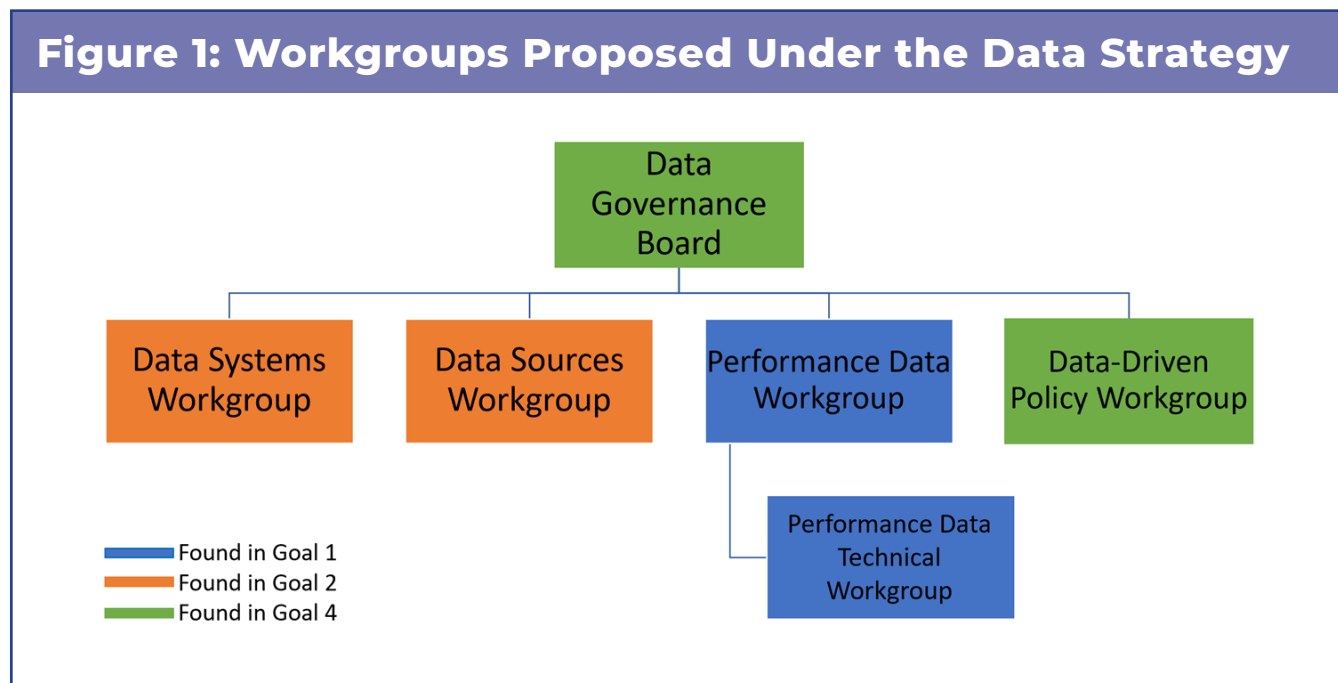 Figure 1: Workgroups Proposed Under the Data Strategy
Data
Governance
Board
Data Systems
Workgroup
Data Sources
Workgroup
Performance Data
Workgroup
Data-Driven
Policy Workgroup
Performance Data
Technical
Workgroup
Found in Goal 1
Found in Goal 2
Found in Goal 4